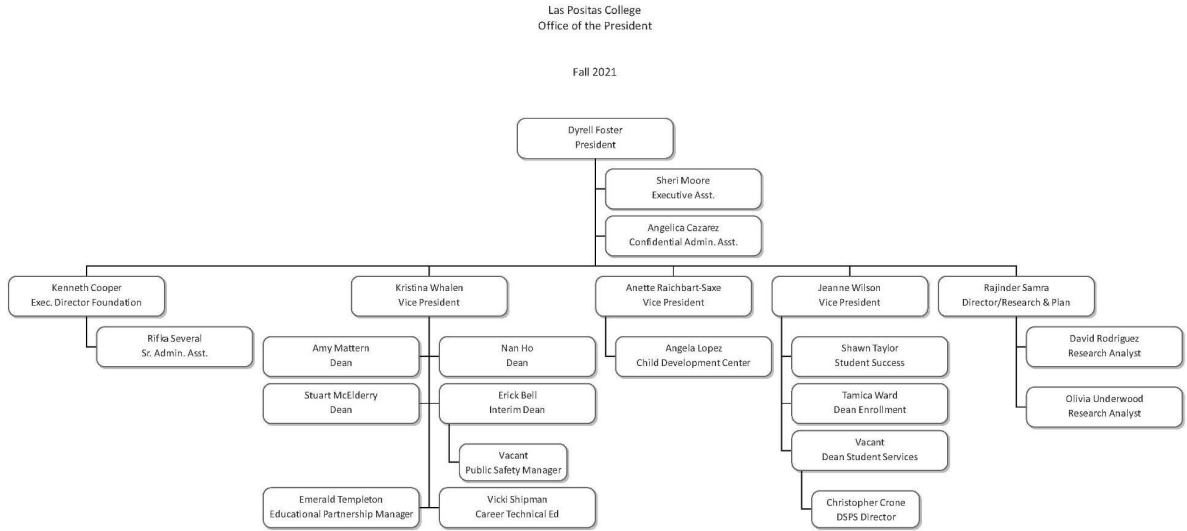 Las Positas College
Office of the President
Fall 2021
Dyrell Foster
President
Sheri Moore
Executive Asst.
Angelica Cazarez
Confidential Admin. Asst.
Kenneth Cooper
Exec. Director Foundation
Rifka Several
Sr. Admin. Asst.
Kristina Whalen
Vice President
Amy Mattern
Dean
Nan Ho
Dean
Stuart McElderry
Dean
Erick Bell
Interim Dean
Vacant
Public Safety Manager
Emerald Templeton
Educational Partnership Manager
Vicki Shipman
Career Technical Ed
Anette Raichbart-Saxe
Vice President
Angela Lopez
Child Development Center
Jeanne Wilson
Vice President
Shawn Taylor
Student Success
Tamica Ward
Dean Enrollment
Vacant
Dean Student Services
Christopher Crone
DSPS Director
Rajinder Samra
Director/Research & Plan
David Rodriguez
Research Analyst
Olivia Underwood
Research Analyst